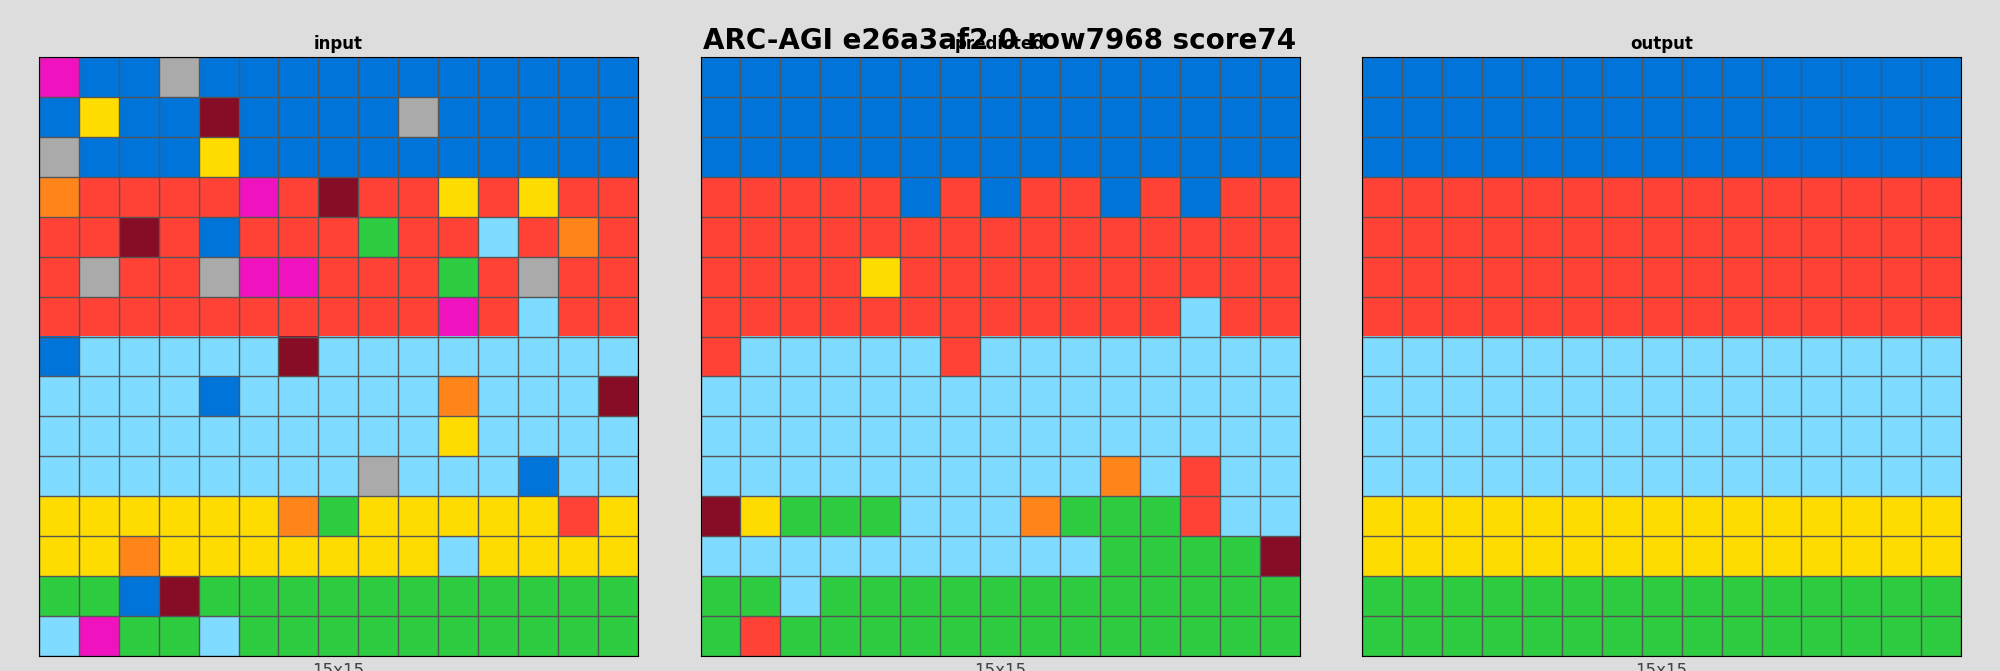 ARC-AGI e26a3af2 0 row7968 score74
input
predicted
output
15x15
15x15
15x15